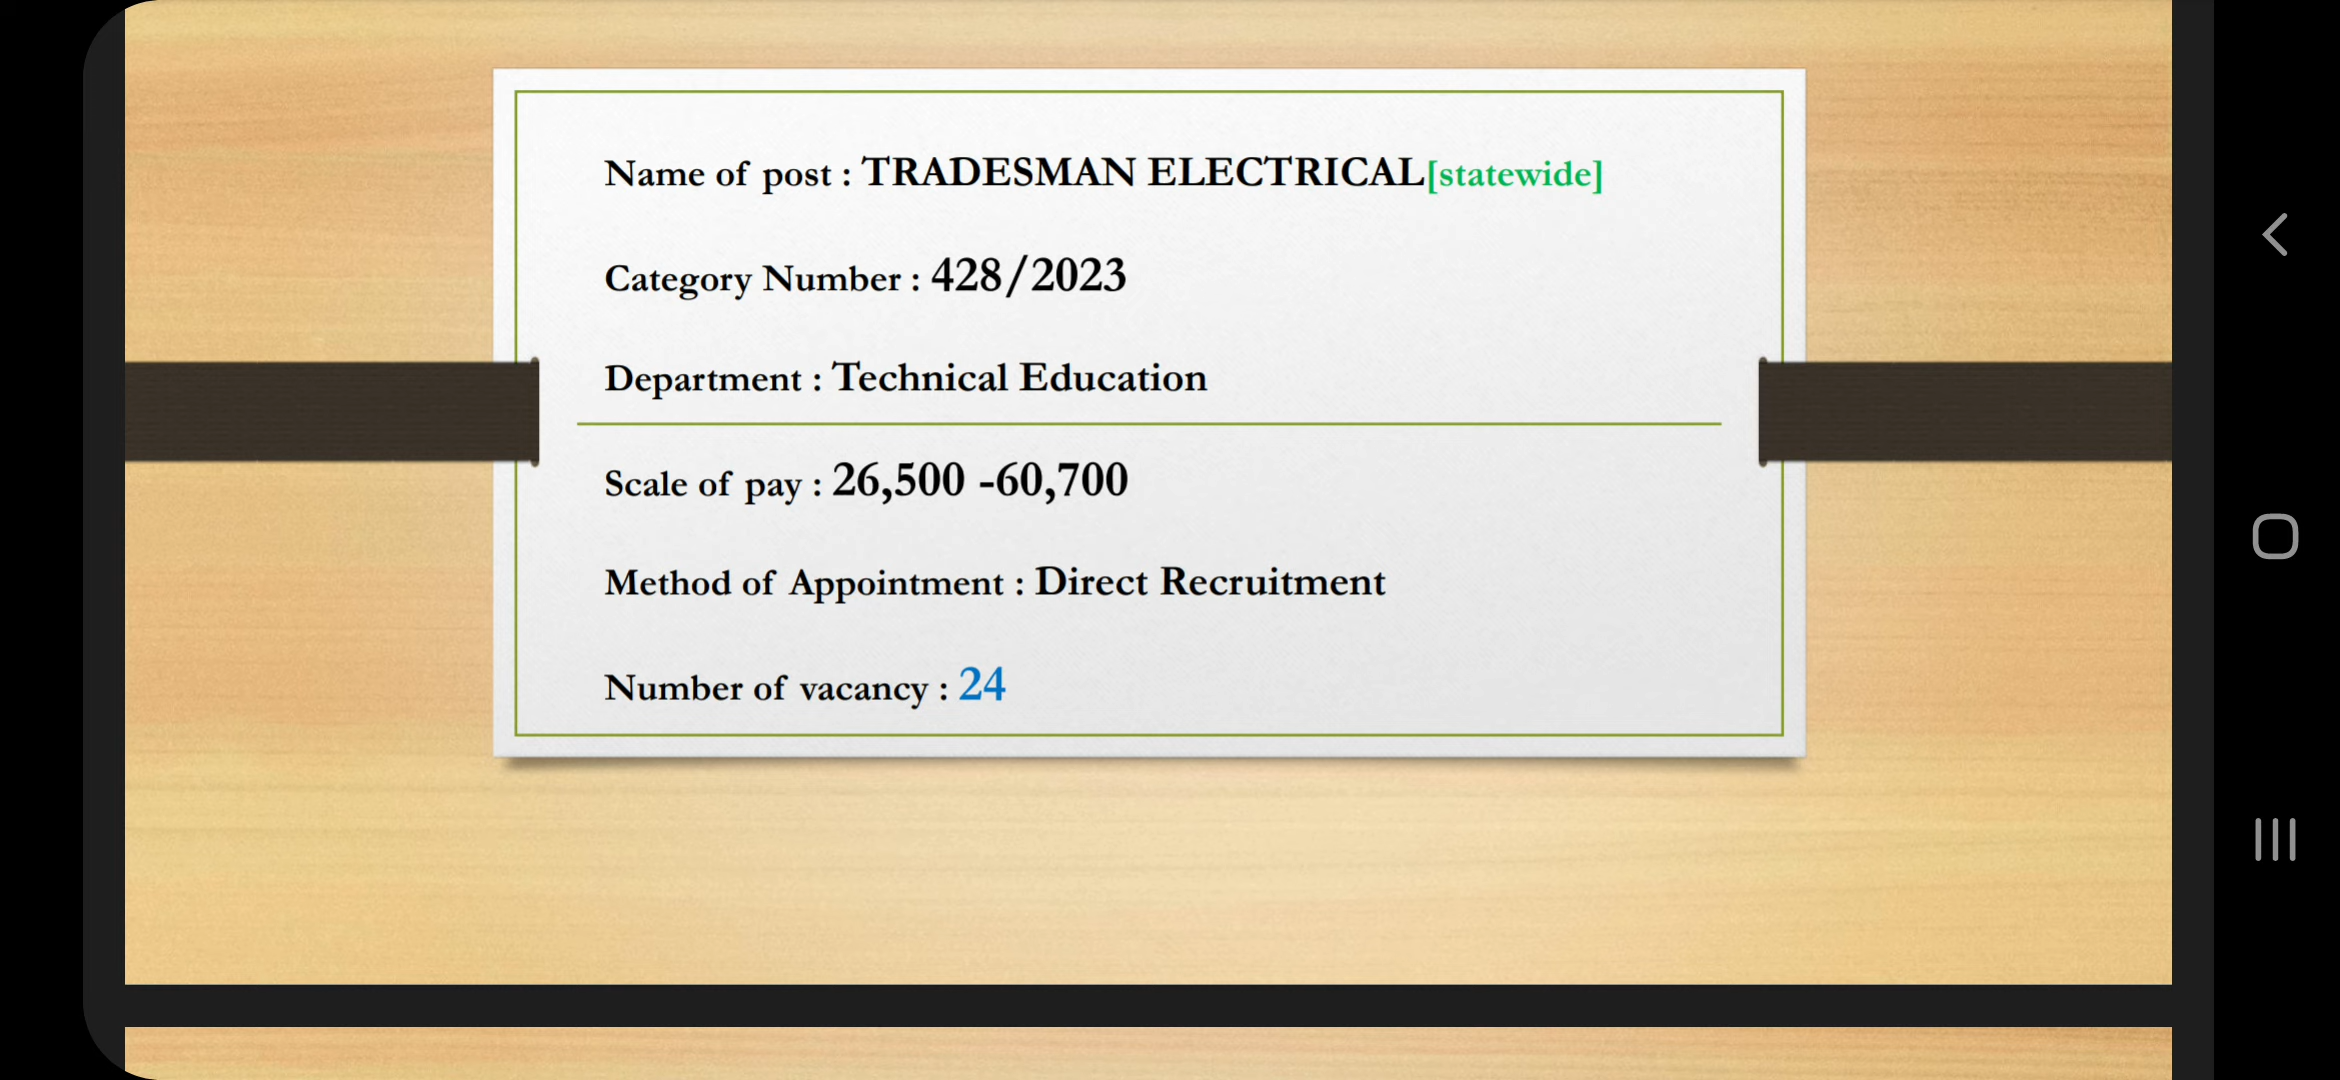 Name of post : TRADESMAN ELECTRICAL[statewide]
Category Number : 428/2023
Department : Technical Education
Scale of pay : 26,500 -60,700
Method of Appointment : Direct Recruitment
Number of vacancy : 24